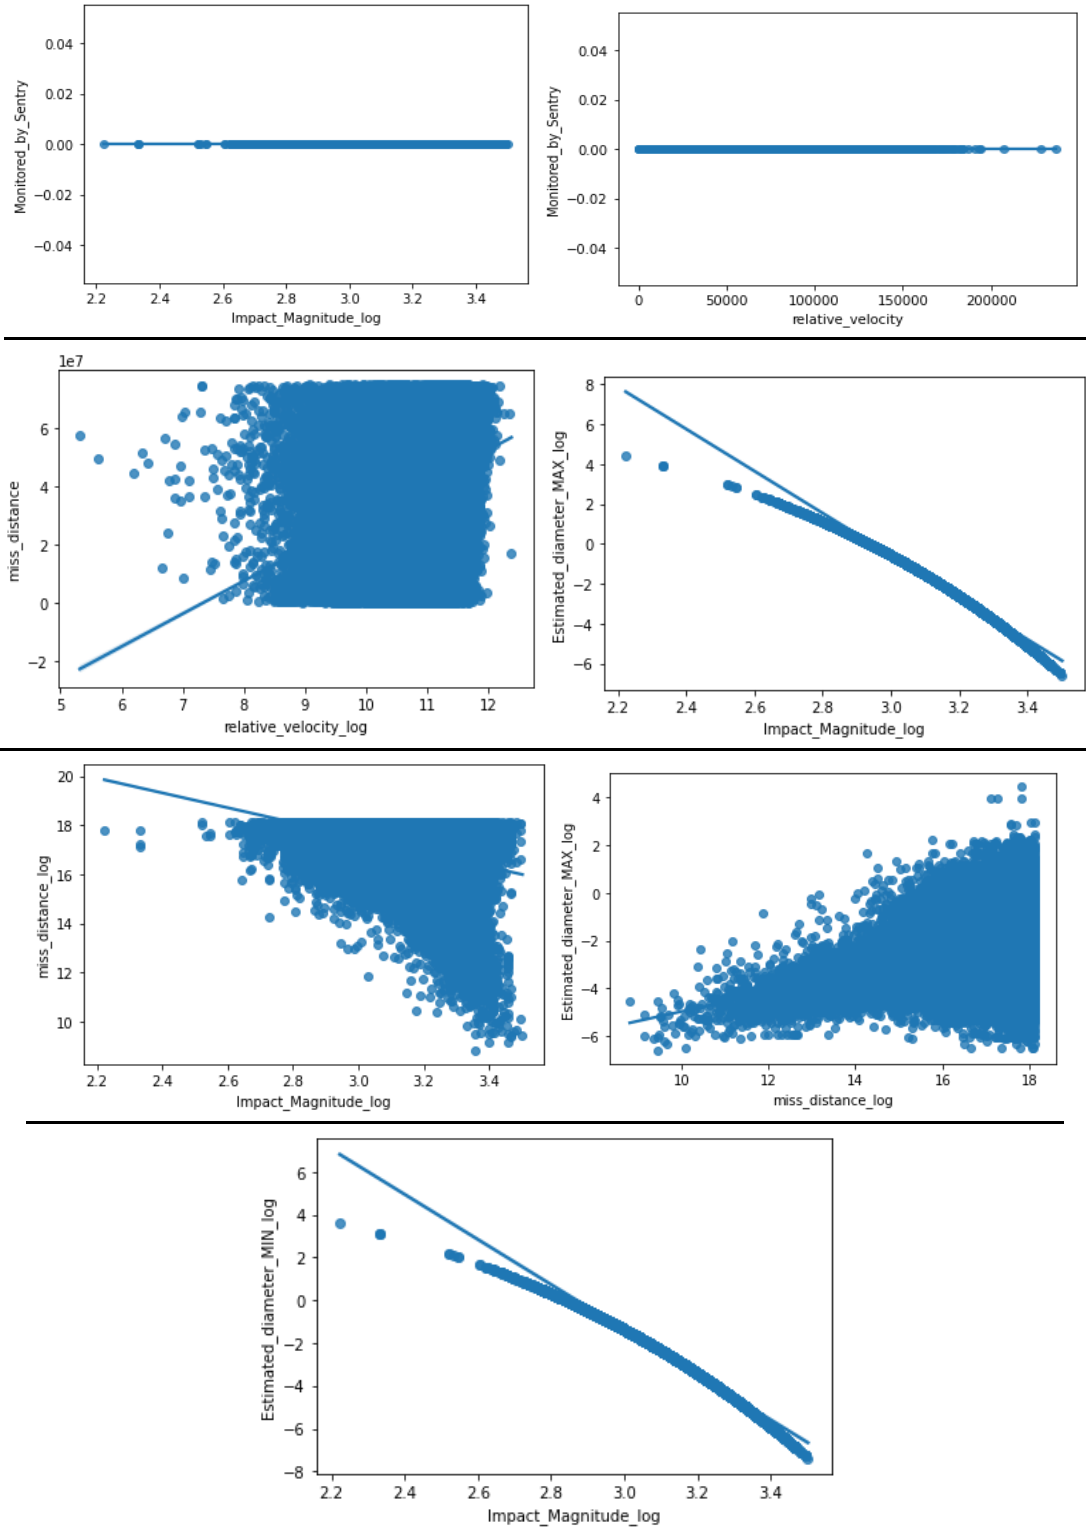 Monitored_by_Sentry
0.04
0.02
0.00
−0.02
−0.04
2.2 2.4 2.6 2.8 3.0 3.2 3.4
Impact_Magnitude_log
Monitored_by_Sentry
0.04
0.02
0.00
−0.02
−0.04
0 50000 100000 150000 200000
relative_velocity
1e7
miss_distance
6
4
2
0
−2
5 6 7 8 9 10 11 12
relative_velocity_log
Estimated_diameter_MAX_log
8
6
4
2
0
−2
−4
−6
2.2 2.4 2.6 2.8 3.0 3.2 3.4
Impact_Magnitude_log
miss_distance_log
20
18
16
14
12
10
2.2 2.4 2.6 2.8 3.0 3.2 3.4
Impact_Magnitude_log
Estimated_diameter_MAX_log
4
2
0
−2
−4
−6
10 12 14 16 18
miss_distance_log
Estimated_diameter_MIN_log
6
4
2
0
−2
−4
−6
−8
2.2 2.4 2.6 2.8 3.0 3.2 3.4
Impact_Magnitude_log